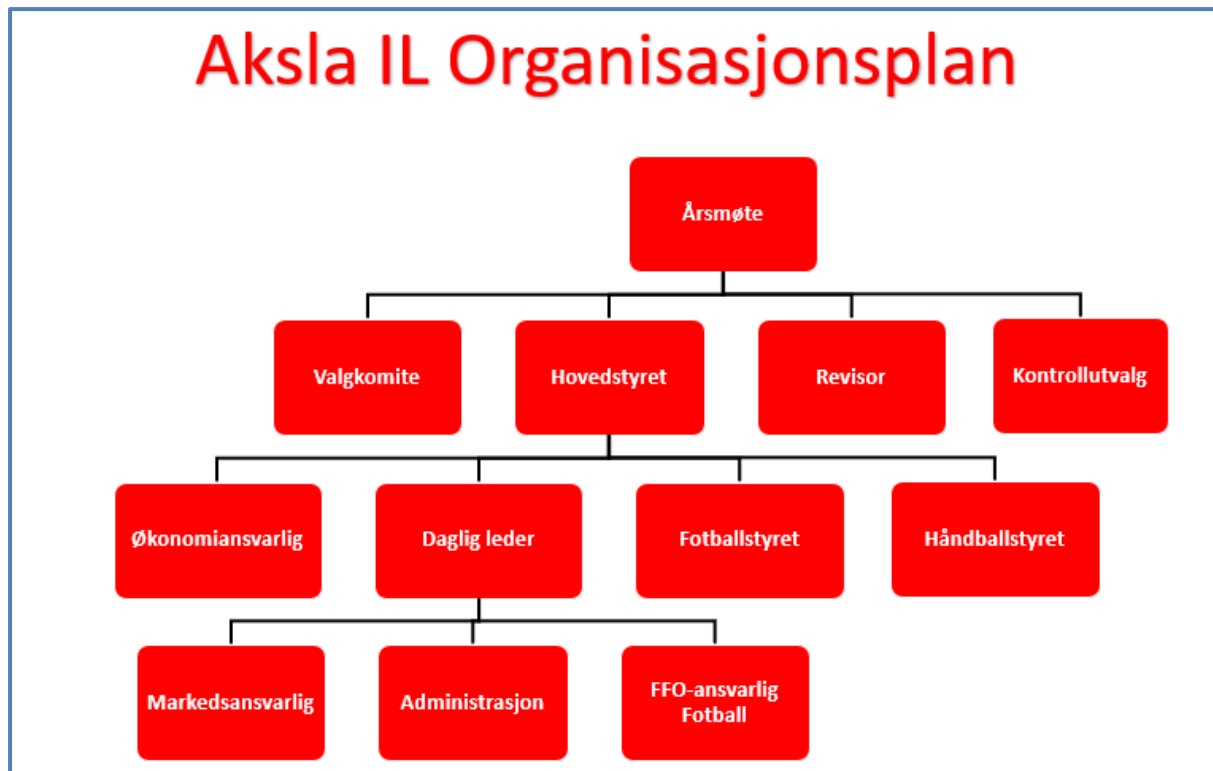 Aksla IL Organisasjonsplan
Årsmøte
Valgkomite
Hovedstyret
Revisor
Kontrollutvalg
Økonomiansvarlig
Daglig leder
Fotballstyret
Håndballstyret
Markedsansvarlig
Administrasjon
FFO-ansvarlig
Fotball